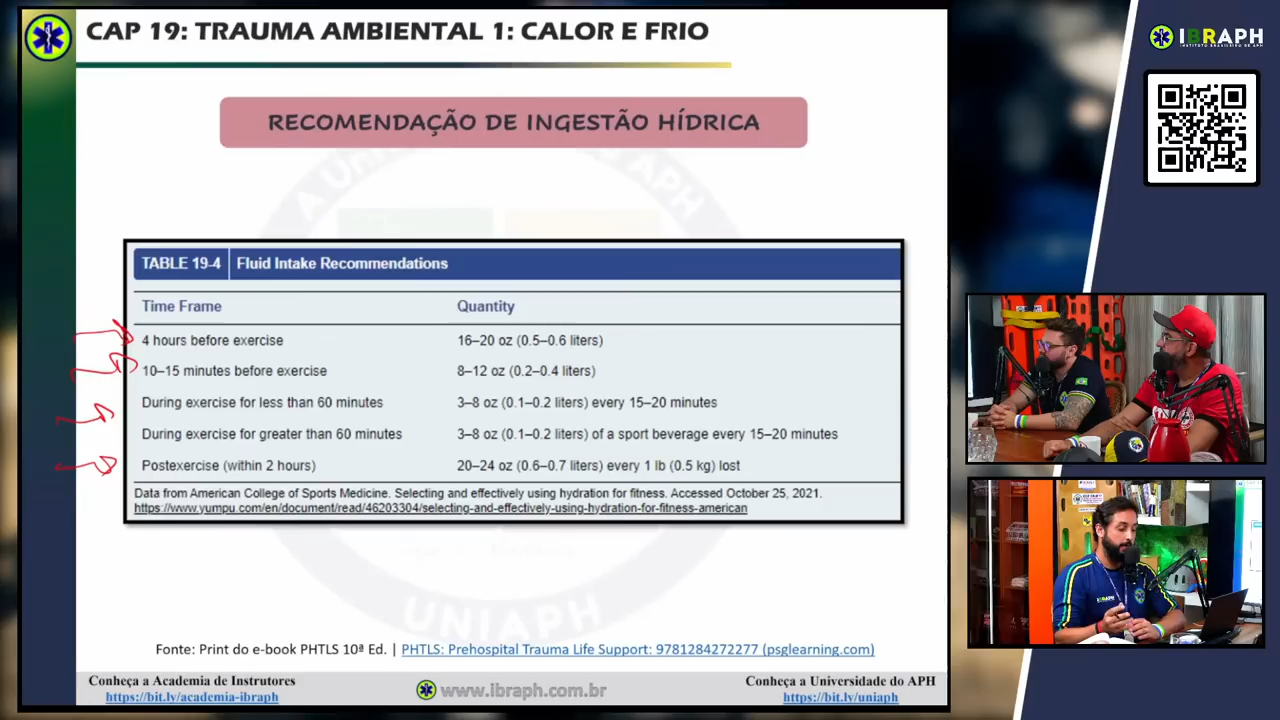 CAP 19: TRAUMA AMBIENTAL 1: CALOR E FRIO
IBRAPH
INSTITUTO BRASILEIRO DE APH
RECOMENDAÇÃO DE INGESTÃO HÍDRICA
TABLE 19-4 Fluid Intake Recommendations
Time Frame Quantity
4 hours before exercise 16–20 oz (0.5–0.6 liters)
10–15 minutes before exercise 8–12 oz (0.2–0.4 liters)
During exercise for less than 60 minutes 3–8 oz (0.1–0.2 liters) every 15–20 minutes
During exercise for greater than 60 minutes 3–8 oz (0.1–0.2 liters) of a sport beverage every 15–20 minutes
Postexercise (within 2 hours) 20–24 oz (0.6–0.7 liters) every 1 lb (0.5 kg) lost
Data from American College of Sports Medicine. Selecting and effectively using hydration for fitness. Accessed October 25, 2021.
https://www.yumpu.com/en/document/read/46203304/selecting-and-effectively-using-hydration-for-fitness-american
UNIAPH
Fonte: Print do e-book PHTLS 10ª Ed. | PHTLS: Prehospital Trauma Life Support: 9781284272277 (psglearning.com)
Conheça a Academia de Instrutores
https://bit.ly/academia-ibraph
www.ibraph.com.br
Conheça a Universidade do APH
https://bit.ly/uniaph